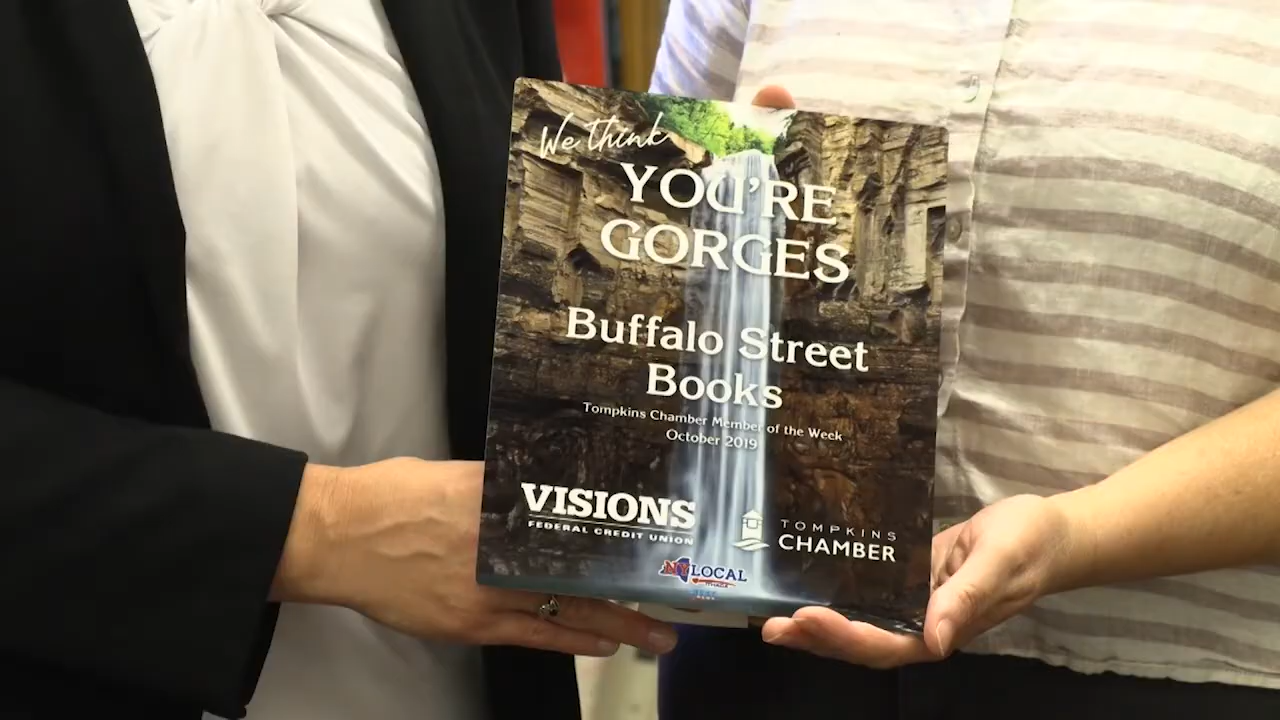 We think
YOU'RE
GORGES
Buffalo Street
Books
Tompkins Chamber Member of the Week
October 2019
VISIONS
FEDERAL CREDIT UNION
TOMPKINS
CHAMBER
NY LOCAL